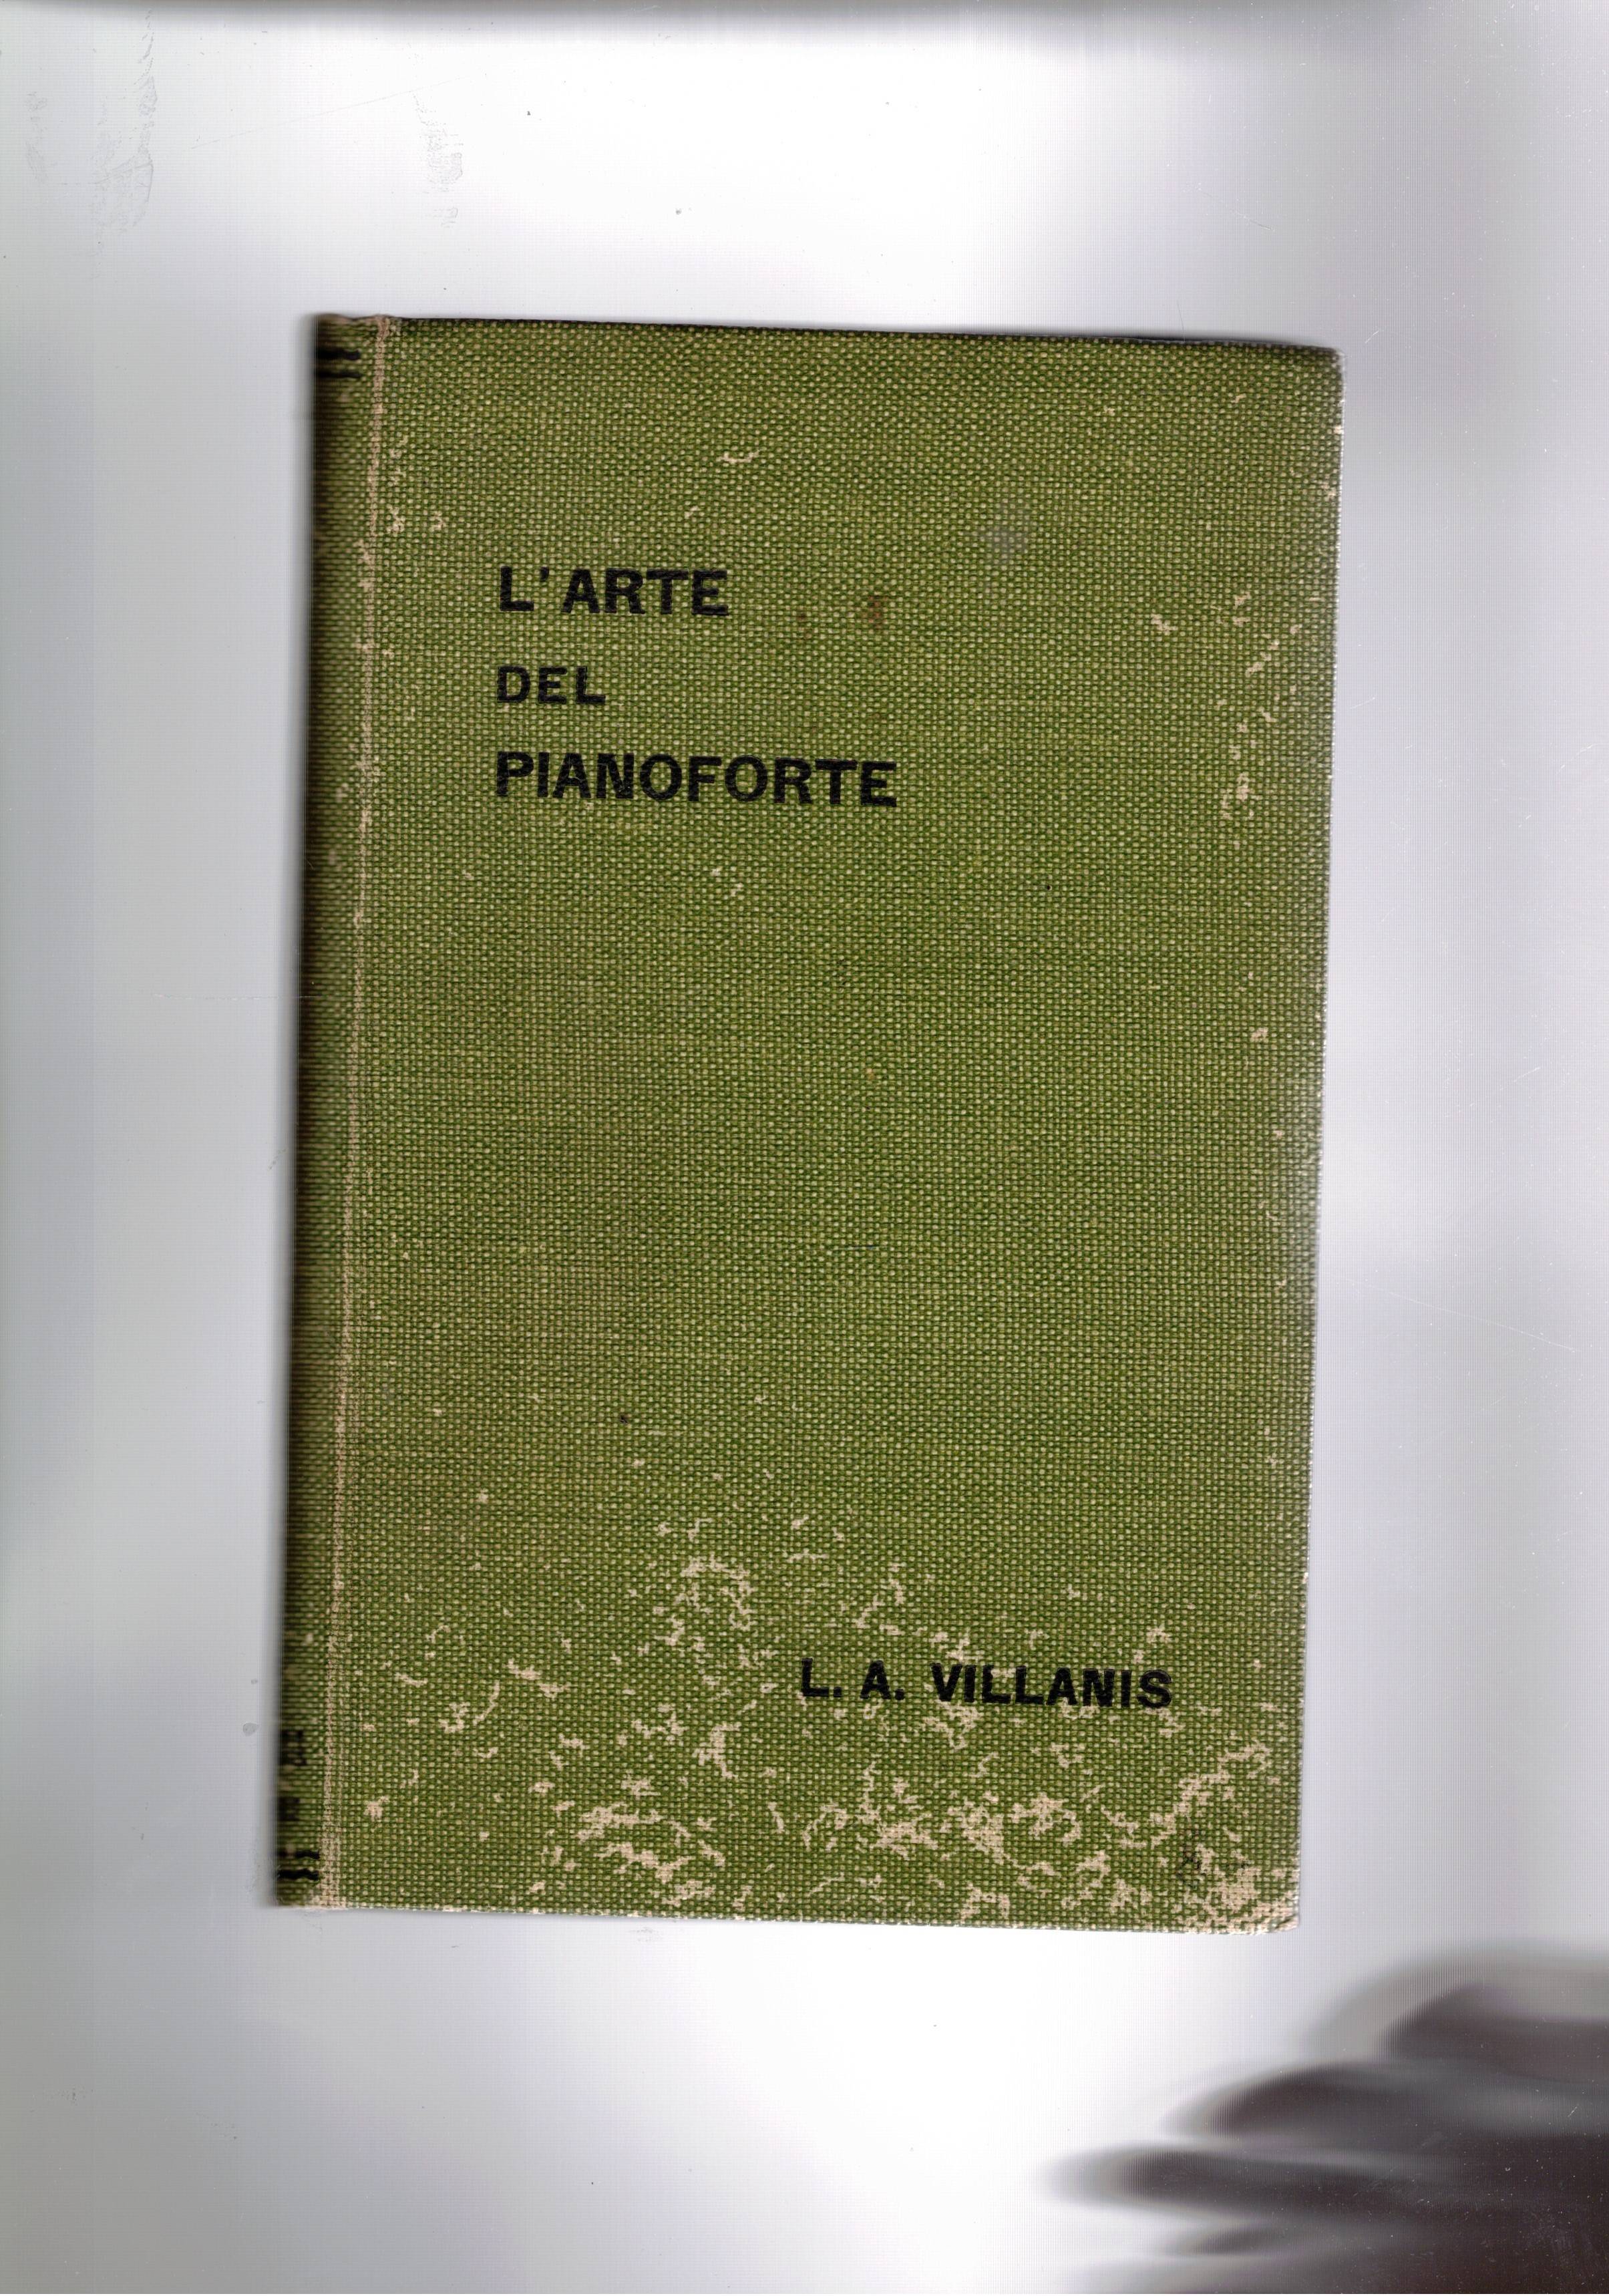 L'ARTE
DEL
PIANOFORTE
L. A. VILLANIS